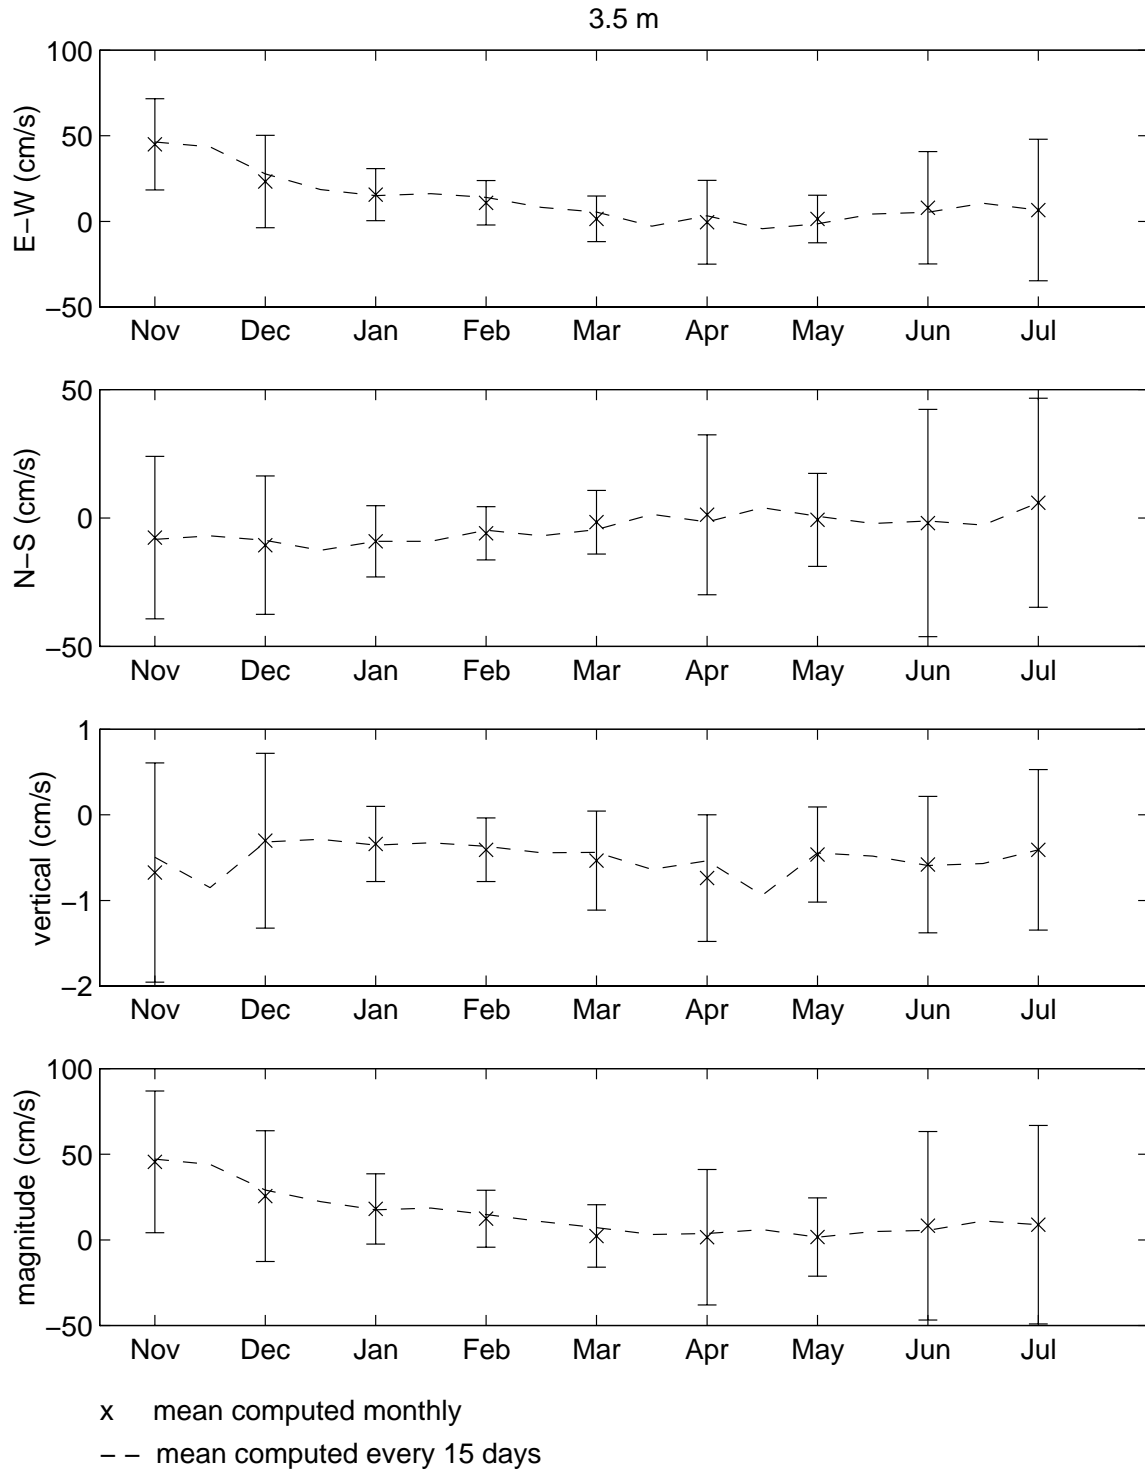 3.5 m
100
50
0
−50
E−W (cm/s)
Nov Dec Jan Feb Mar Apr May Jun Jul
50
0
−50
N−S (cm/s)
Nov Dec Jan Feb Mar Apr May Jun Jul
1
0
−1
−2
vertical (cm/s)
Nov Dec Jan Feb Mar Apr May Jun Jul
100
50
0
−50
magnitude (cm/s)
Nov Dec Jan Feb Mar Apr May Jun Jul
x mean computed monthly
− − mean computed every 15 days